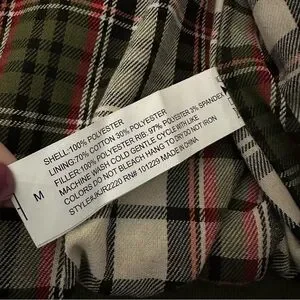 M
SHELL:100% POLYESTER
LINING:70% COTTON 30% POLYESTER
FILLER:100% POLYESTER RIB: 97% POLYESTER 3% SPANDEX
MACHINE WASH COLD GENTLE CYCLE WITH LIKE
COLORS DO NOT BLEACH HANG TO DRY DO NOT IRON
STYLE#UKJR2220 RN# 101229 MADE IN CHINA